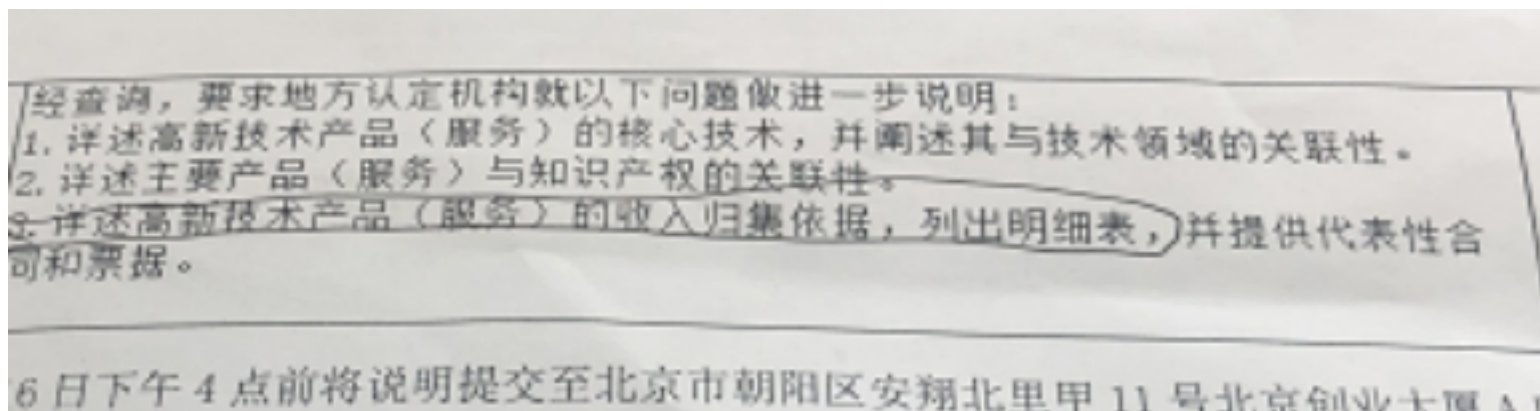 经查询，要求地方认定机构就以下问题做进一步说明：
1. 详述高新技术产品（服务）的核心技术，并阐述其与技术领域的关联性。
2. 详述主要产品（服务）与知识产权的关联性。
3. 详述高新技术产品（服务）的收入归集依据，列出明细表，并提供代表性合
同和票据。
6日下午4点前将说明提交至北京市朝阳区安翔北里甲11号北京创业大厦A